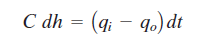 C dh = (qᵢ − qₒ)dt